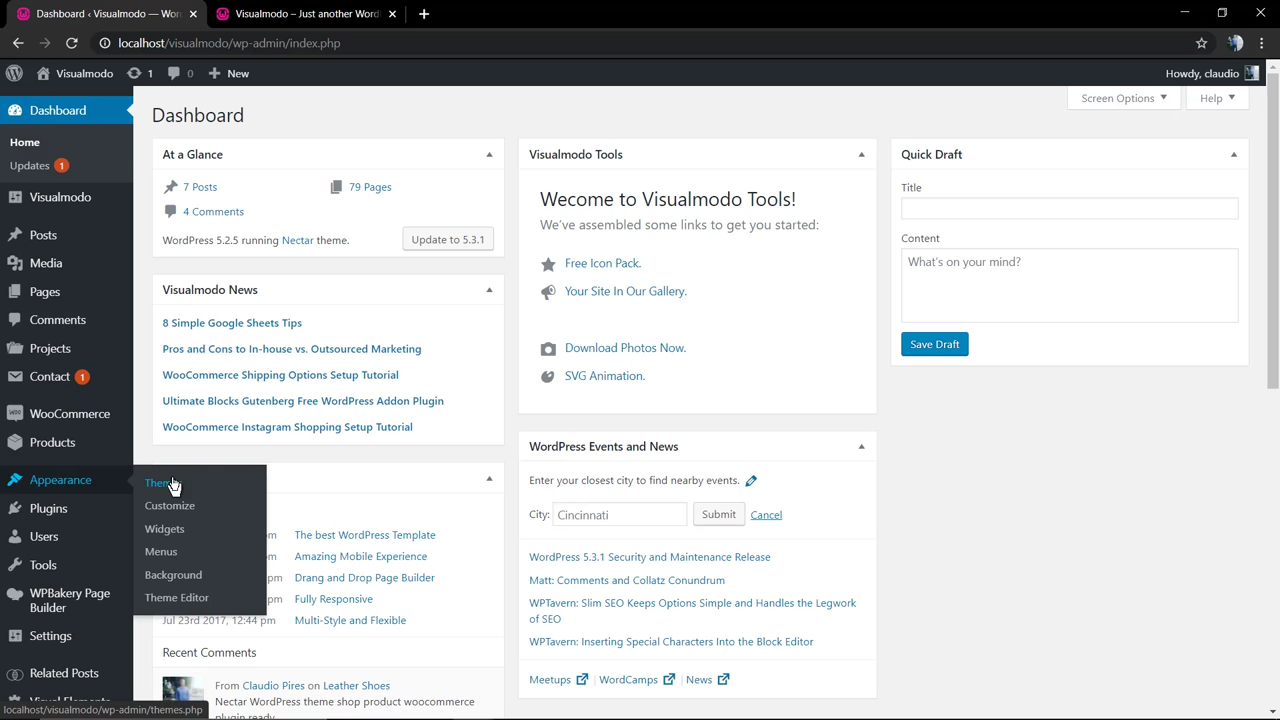 Dashboard ‹ Visualmodo — Wor
Visualmodo – Just another Word
localhost/visualmodo/wp-admin/index.php
Visualmodo
1
0
New
Howdy, claudio
Dashboard
Home
Updates 1
Visualmodo
Posts
Media
Pages
Comments
Projects
Contact 1
WooCommerce
Products
Appearance
Plugins
Users
Tools
WPBakery Page
Builder
Settings
Related Posts
Themes
Customize
Widgets
Menus
Background
Theme Editor
localhost/visualmodo/wp-admin/themes.php
Dashboard
Screen Options
Help
At a Glance
7 Posts
79 Pages
4 Comments
WordPress 5.2.5 running Nectar theme.
Update to 5.3.1
Visualmodo News
8 Simple Google Sheets Tips
Pros and Cons to In-house vs. Outsourced Marketing
WooCommerce Shipping Options Setup Tutorial
Ultimate Blocks Gutenberg Free WordPress Addon Plugin
WooCommerce Instagram Shopping Setup Tutorial
pm The best WordPress Template
pm Amazing Mobile Experience
pm Drang and Drop Page Builder
pm Fully Responsive
Jul 23rd 2017, 12:44 pm Multi-Style and Flexible
Recent Comments
From Claudio Pires on Leather Shoes
Nectar WordPress theme shop product woocommerce
plugin ready
Visualmodo Tools
Wecome to Visualmodo Tools!
We've assembled some links to get you started:
Free Icon Pack.
Your Site In Our Gallery.
Download Photos Now.
SVG Animation.
WordPress Events and News
Enter your closest city to find nearby events.
City: Cincinnati Submit Cancel
WordPress 5.3.1 Security and Maintenance Release
Matt: Comments and Collatz Conundrum
WPTavern: Slim SEO Keeps Options Simple and Handles the Legwork
of SEO
WPTavern: Inserting Special Characters Into the Block Editor
Meetups | WordCamps | News
Quick Draft
Title
Content
What's on your mind?
Save Draft